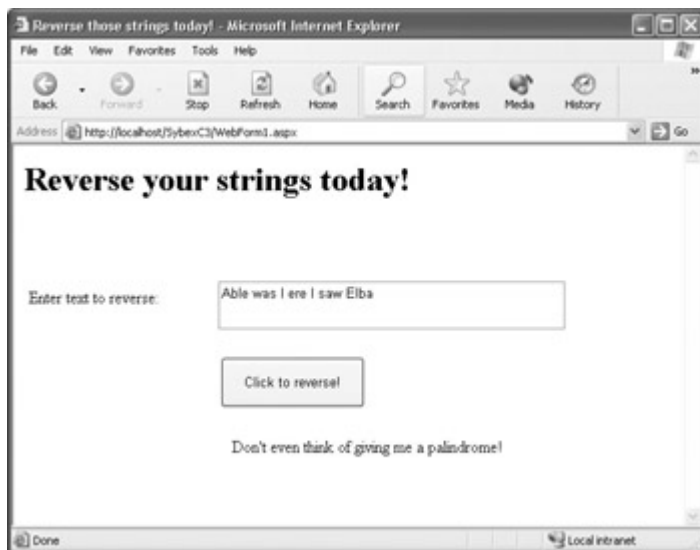 Reverse those strings today! - Microsoft Internet Explorer
File Edit View Favorites Tools Help
Back Forward Stop Refresh Home Search Favorites Media History
Address http://localhost/SybexC3/WebForm1.aspx Go
Reverse your strings today!
Enter text to reverse: Able was I ere I saw Elba
Click to reverse!
Don't even think of giving me a palindrome!
Done Local intranet